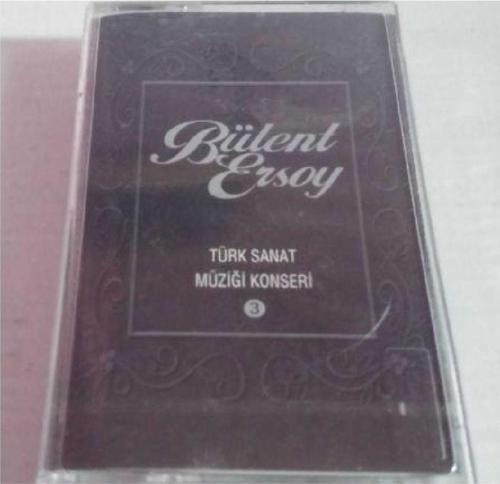 Bülent
Ersoy
TÜRK SANAT
MÜZİĞİ KONSERİ
3